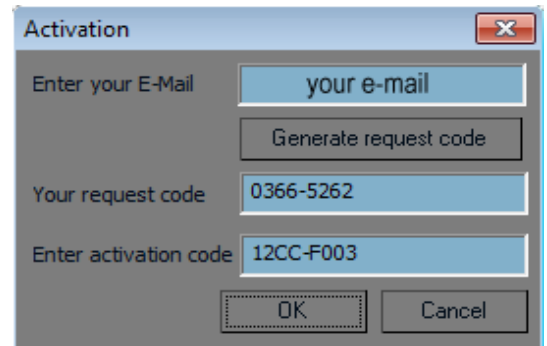 Activation
Enter your E-Mail your e-mail
Generate request code
Your request code 0366-5262
Enter activation code 12CC-F003
OK Cancel